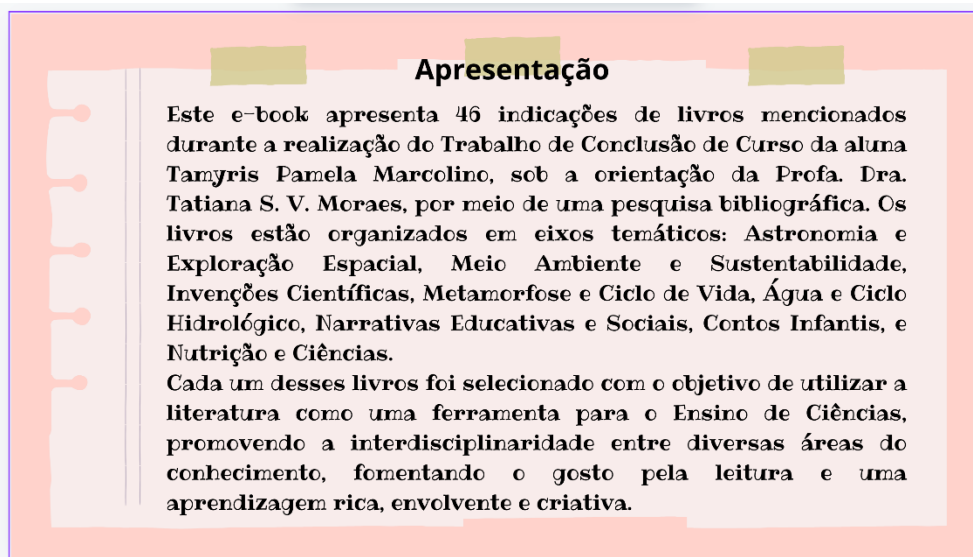 Apresentação
Este e-book apresenta 46 indicações de livros mencionados
durante a realização do Trabalho de Conclusão de Curso da aluna
Tamyris Pamela Marcolino, sob a orientação da Profa. Dra.
Tatiana S. V. Moraes, por meio de uma pesquisa bibliográfica. Os
livros estão organizados em eixos temáticos: Astronomia e
Exploração Espacial, Meio Ambiente e Sustentabilidade,
Invenções Científicas, Metamorfose e Ciclo de Vida, Água e Ciclo
Hidrológico, Narrativas Educativas e Sociais, Contos Infantis, e
Nutrição e Ciências.
Cada um desses livros foi selecionado com o objetivo de utilizar a
literatura como uma ferramenta para o Ensino de Ciências,
promovendo a interdisciplinaridade entre diversas áreas do
conhecimento, fomentando o gosto pela leitura e uma
aprendizagem rica, envolvente e criativa.